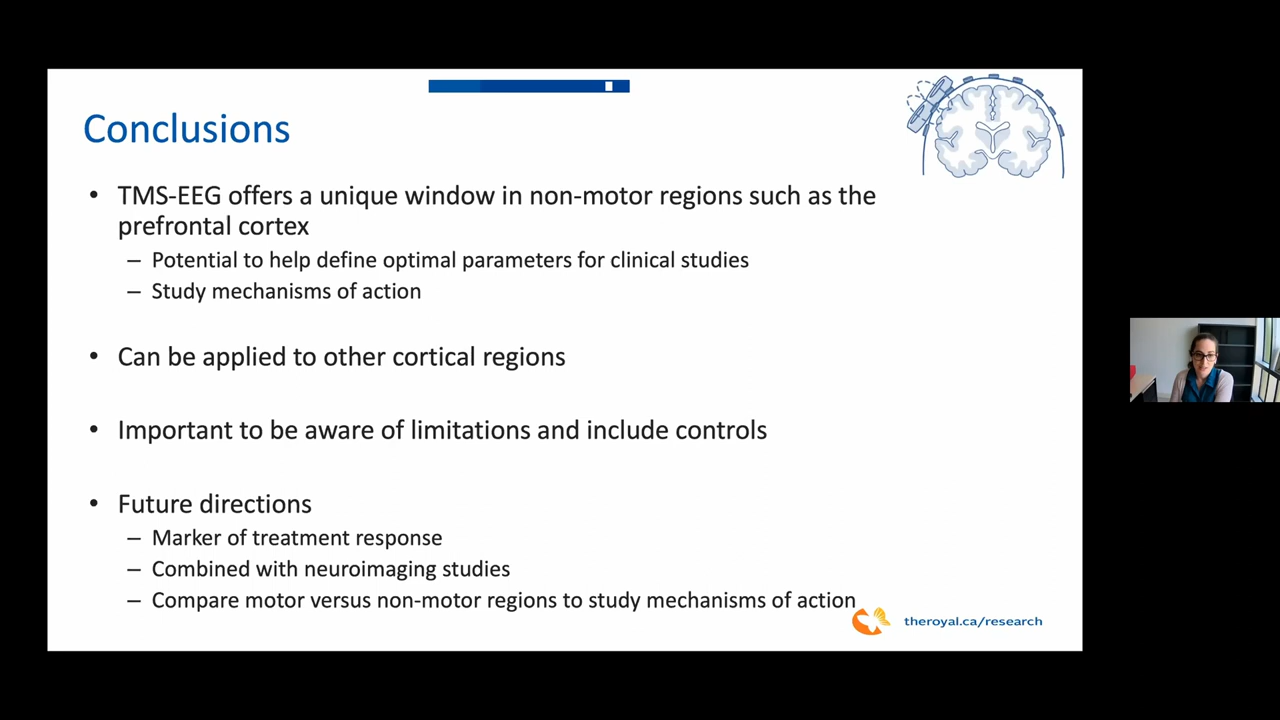 Conclusions
• TMS-EEG offers a unique window in non-motor regions such as the
prefrontal cortex
– Potential to help define optimal parameters for clinical studies
– Study mechanisms of action
• Can be applied to other cortical regions
• Important to be aware of limitations and include controls
• Future directions
– Marker of treatment response
– Combined with neuroimaging studies
– Compare motor versus non-motor regions to study mechanisms of action
theroyal.ca/research